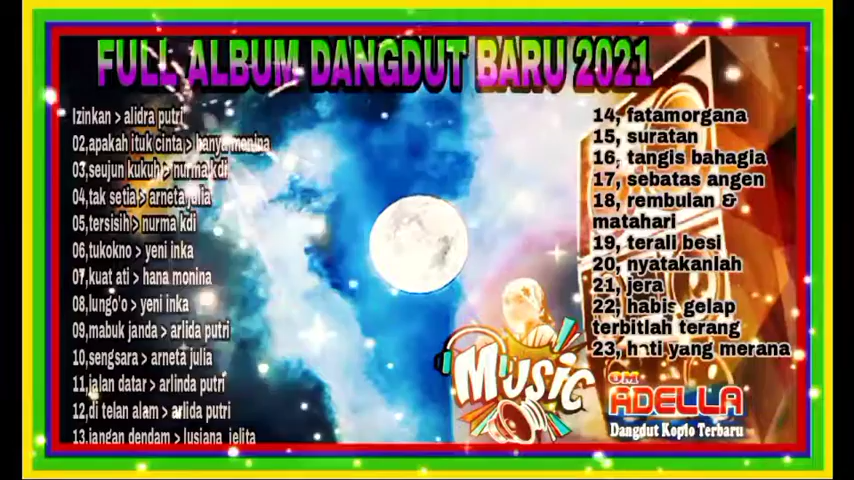 FULL ALBUM DANGDUT BARU 2021
Izinkan > alidra putri
02,apakah ituk cinta > hanya monina
03,seujun kukuh > nurma kdi
04,tak setia > arneta julia
05,tersisih > nurma kdi
06,tukokno > yeni inka
07,kuat ati > hana monina
08,lungo'o > yeni inka
09,mabuk janda > arlida putri
10,sengsara > arneta julia
11,jalan datar > arlinda putri
12,di telan alam > arlida putri
13,jangan dendam > lusiana jelita
14, fatamorgana
15, suratan
16, tangis bahagia
17, sebatas angen
18, rembulan &
matahari
19, terali besi
20, nyatakanlah
21, jera
22, habis gelap
terbitlah terang
23, hati yang merana
MUSIC
OM
ADELLA
Dangdut Koplo Terbaru